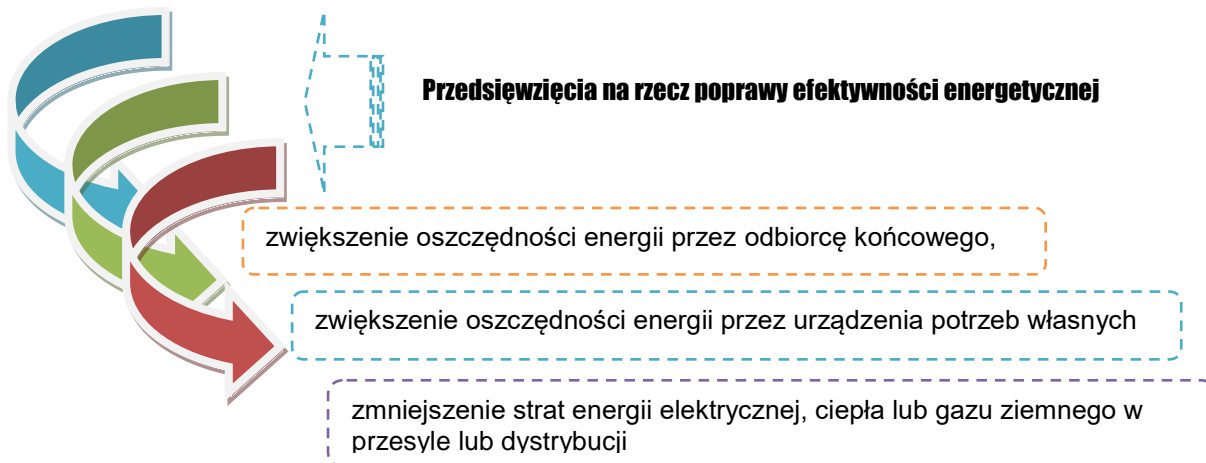 Przedsięwzięcia na rzecz poprawy efektywności energetycznej
zwiększenie oszczędności energii przez odbiorcę końcowego,
zwiększenie oszczędności energii przez urządzenia potrzeb własnych
zmniejszenie strat energii elektrycznej, ciepła lub gazu ziemnego w
przesyle lub dystrybucji